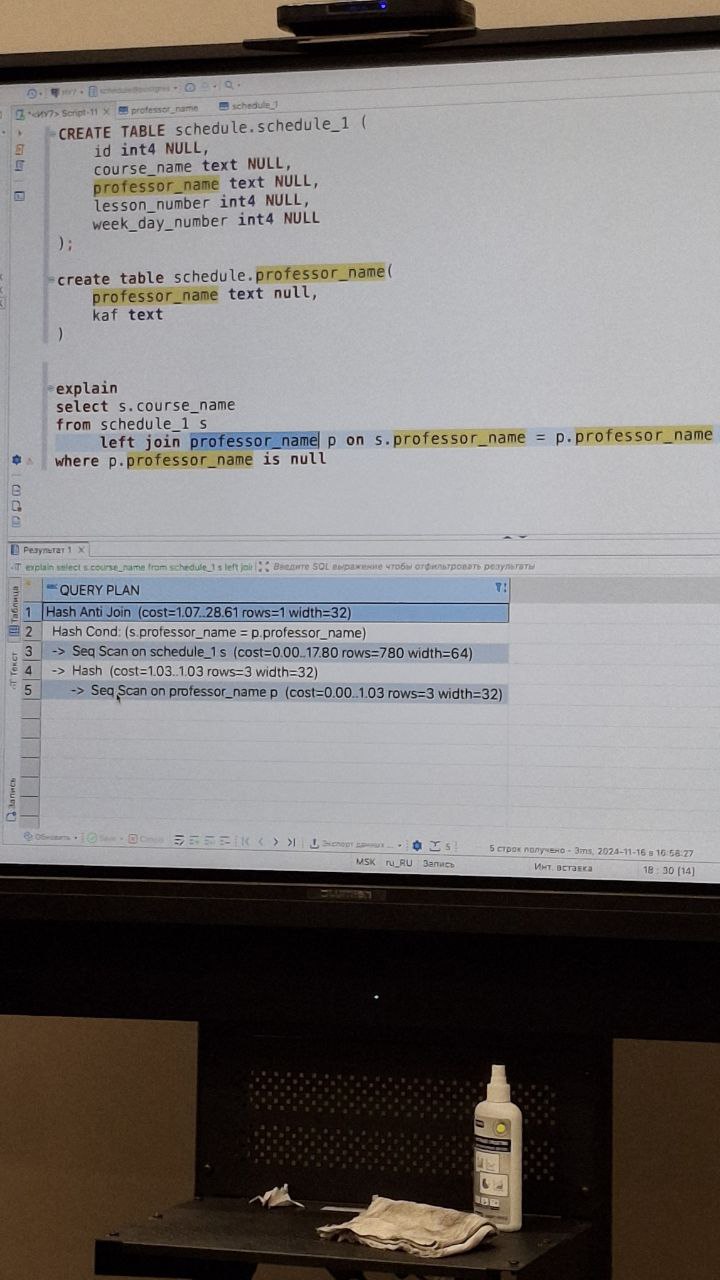 *<ИУ7> Script-11
professor_name
schedule_1
CREATE TABLE schedule.schedule_1 (
id int4 NULL,
course_name text NULL,
professor_name text NULL,
lesson_number int4 NULL,
week_day_number int4 NULL
);
create table schedule.professor_name(
professor_name text null,
kaf text
)
explain
select s.course_name
from schedule_1 s
left join professor_name p on s.professor_name = p.professor_name
where p.professor_name is null
Результат 1
explain select s.course_name from schedule_1 s left joi
Введите SQL выражение чтобы отфильтровать результаты
Таблица
Текст
Запись
QUERY PLAN
1 Hash Anti Join (cost=1.07..28.61 rows=1 width=32)
2 Hash Cond: (s.professor_name = p.professor_name)
3 -> Seq Scan on schedule_1 s (cost=0.00..17.80 rows=780 width=64)
4 -> Hash (cost=1.03..1.03 rows=3 width=32)
5 -> Seq Scan on professor_name p (cost=0.00..1.03 rows=3 width=32)
Обновить
Save
Cancel
Экспорт данных ...
5
5 строк получено - 3ms, 2024-11-16 в 16:58:27
MSK ru_RU Запись
Инт. вставка
18 : 30 [14]